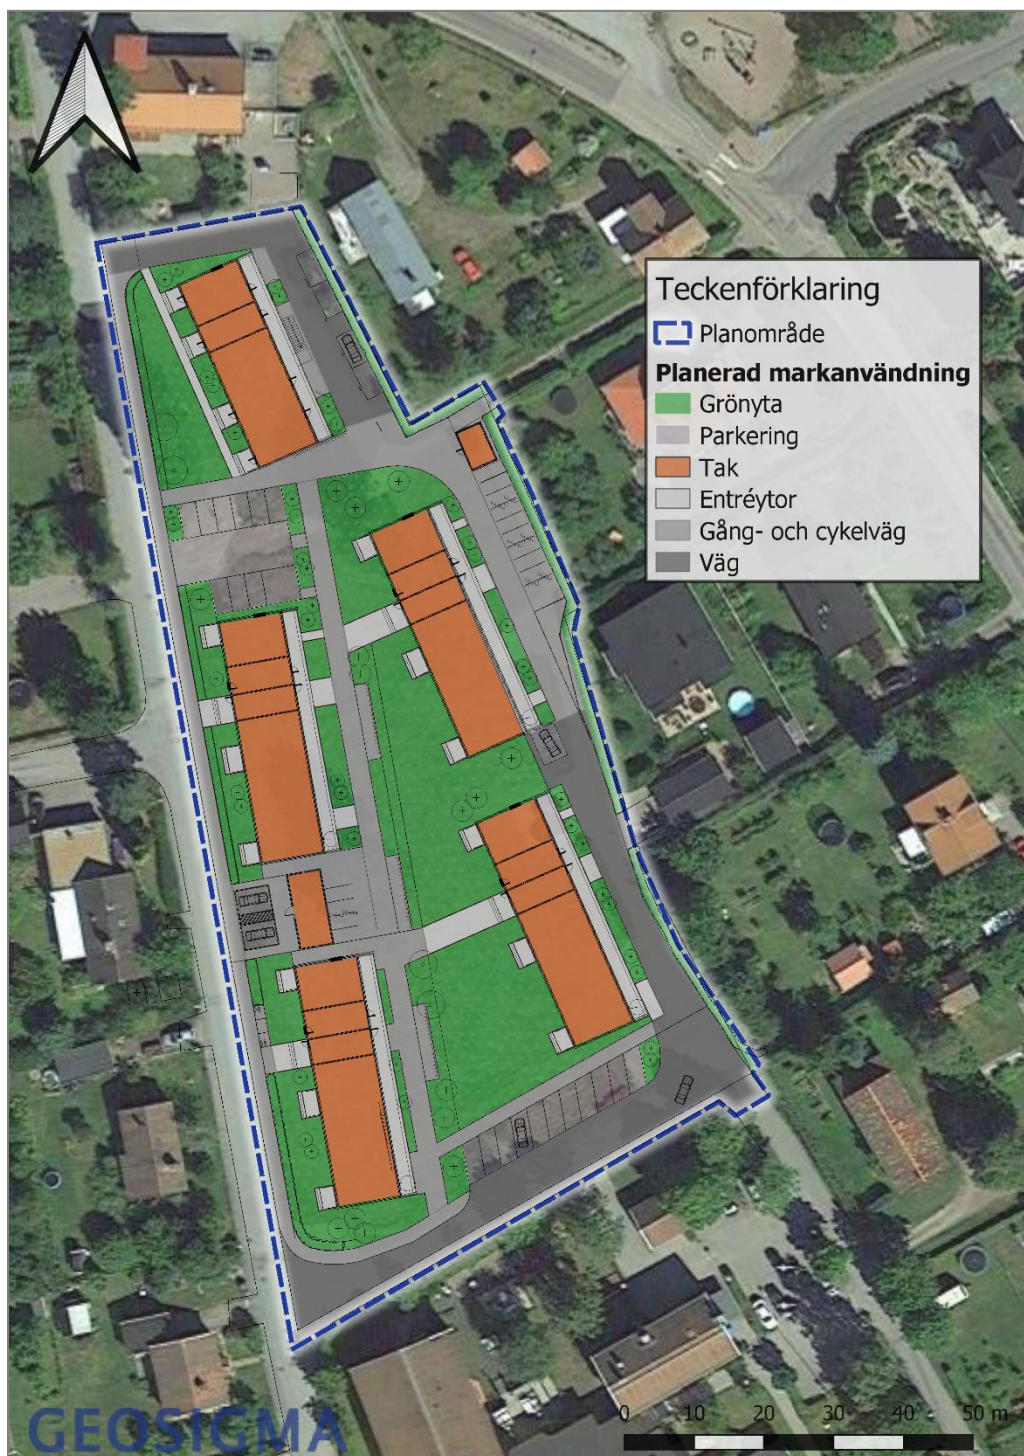 Teckenförklaring
Planområde
Planerad markanvändning
Grönyta
Parkering
Tak
Entréytor
Gång- och cykelväg
Väg
GEOSIGMA
0 10 20 30 40 50 m